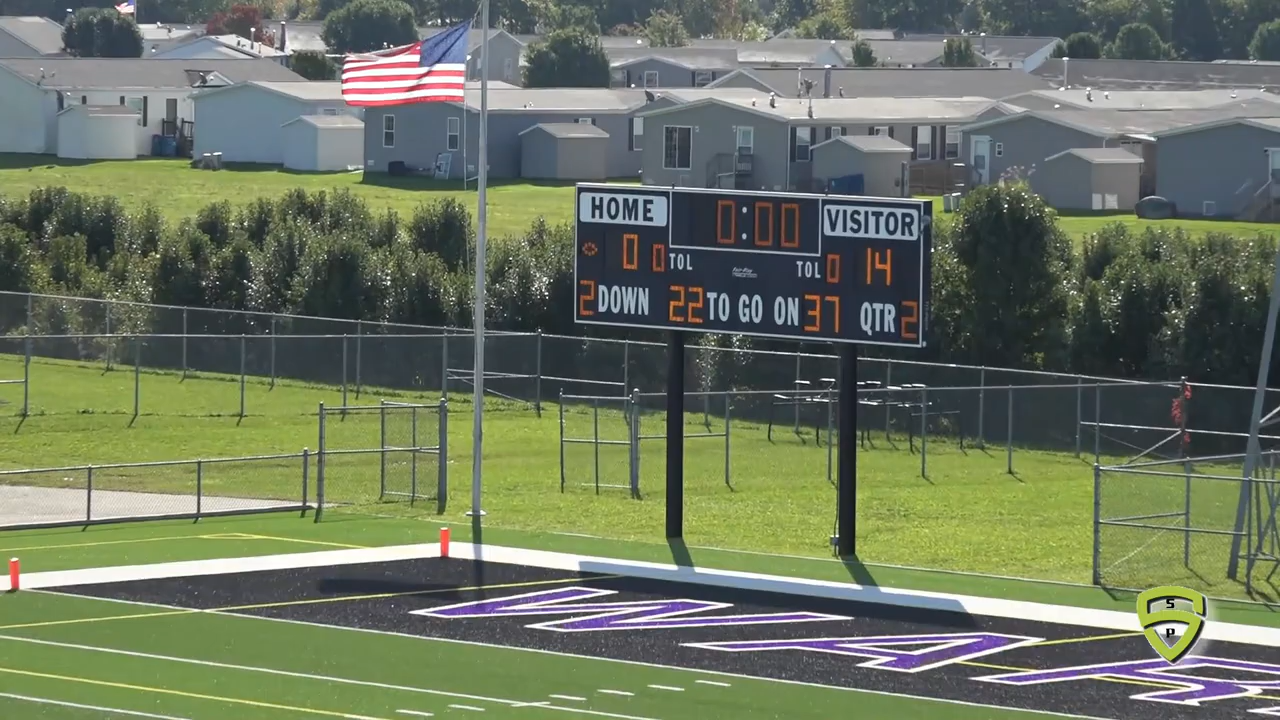 HOME 0:00 VISITOR
0 0 TOL TOL 0 14
2 DOWN 22 TO GO ON 37 QTR 2
WAR
S
P